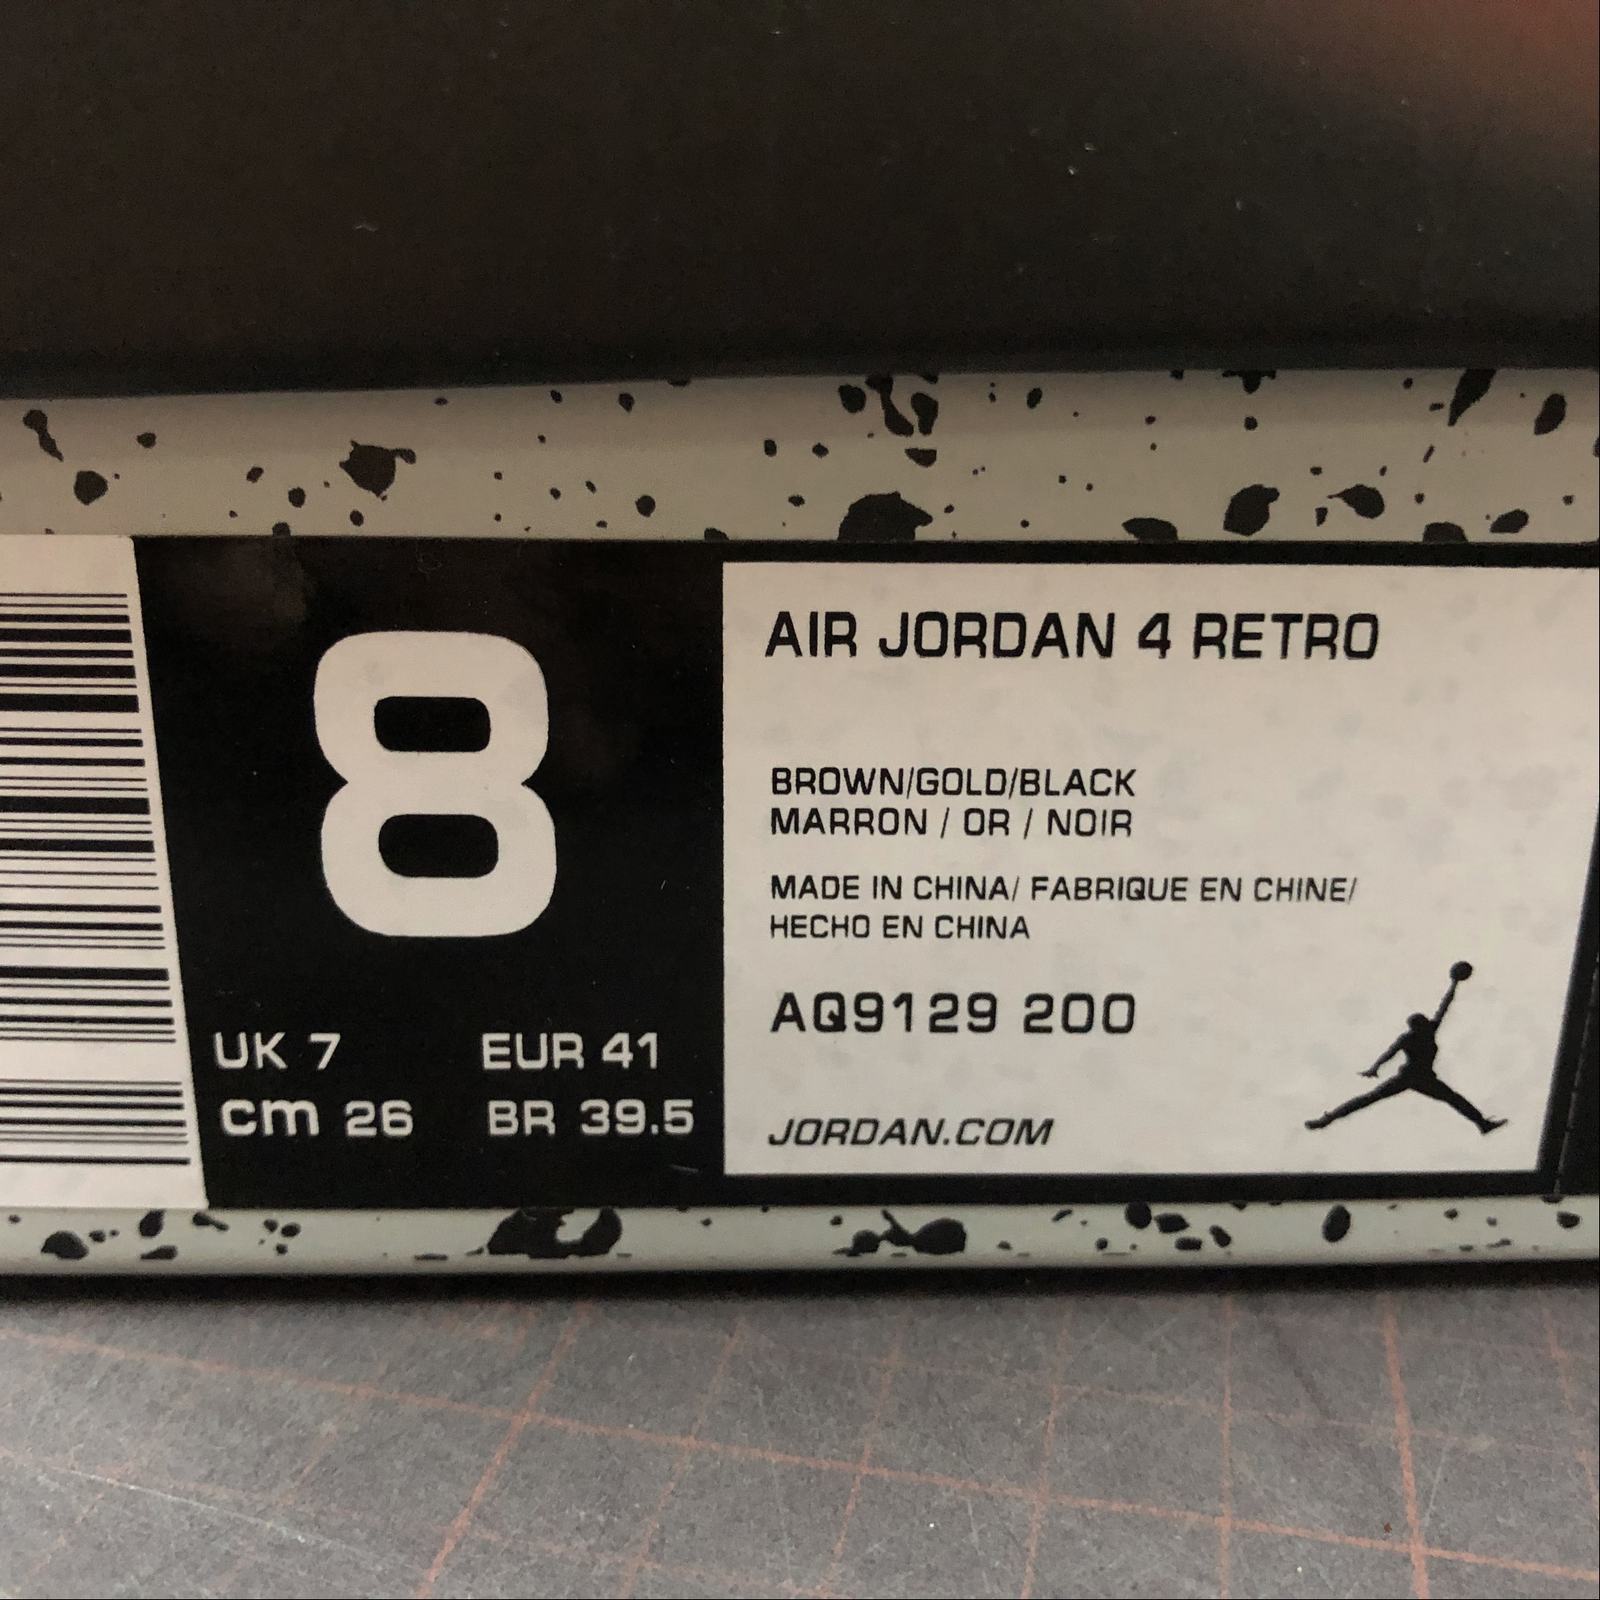 8
UK 7 EUR 41
cm 26 BR 39.5
AIR JORDAN 4 RETRO
BROWN/GOLD/BLACK
MARRON / OR / NOIR
MADE IN CHINA/ FABRIQUE EN CHINE/
HECHO EN CHINA
AQ9129 200
JORDAN.COM